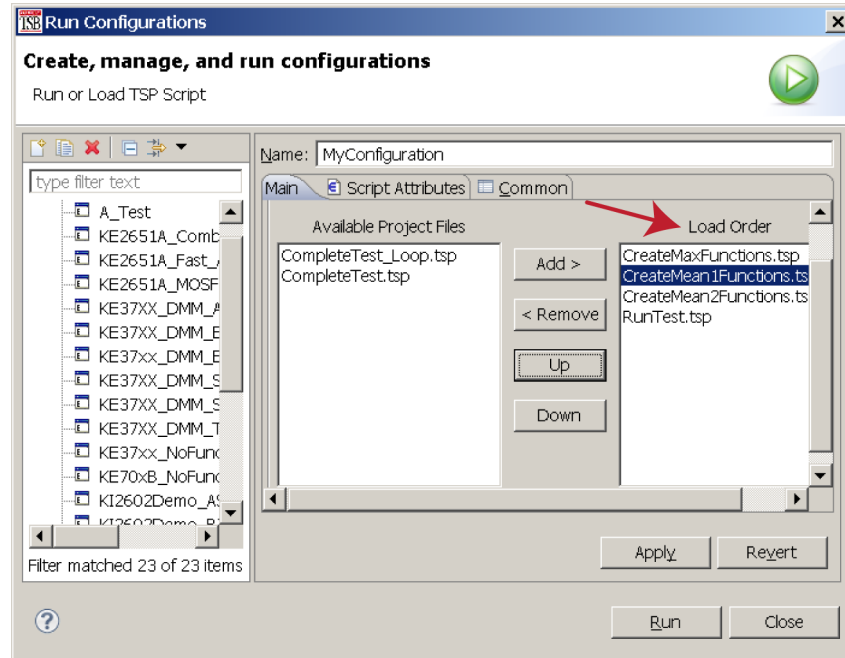 TSB Run Configurations
Create, manage, and run configurations
Run or Load TSP Script
type filter text
A_Test
KE2651A_Comb
KE2651A_Fast_
KE2651A_MOSF
KE37XX_DMM_A
KE37XX_DMM_E
KE37xx_DMM_E
KE37XX_DMM_S
KE37XX_DMM_S
KE37XX_DMM_T
KE37xx_NoFunc
KE70xB_NoFunc
KI2602Demo_AS
Filter matched 23 of 23 items
Name: MyConfiguration
Main Script Attributes Common
Available Project Files
CompleteTest_Loop.tsp
CompleteTest.tsp
Add >
< Remove
Up
Down
Load Order
CreateMaxFunctions.tsp
CreateMean1Functions.ts
CreateMean2Functions.ts
RunTest.tsp
Apply Revert
? Run Close